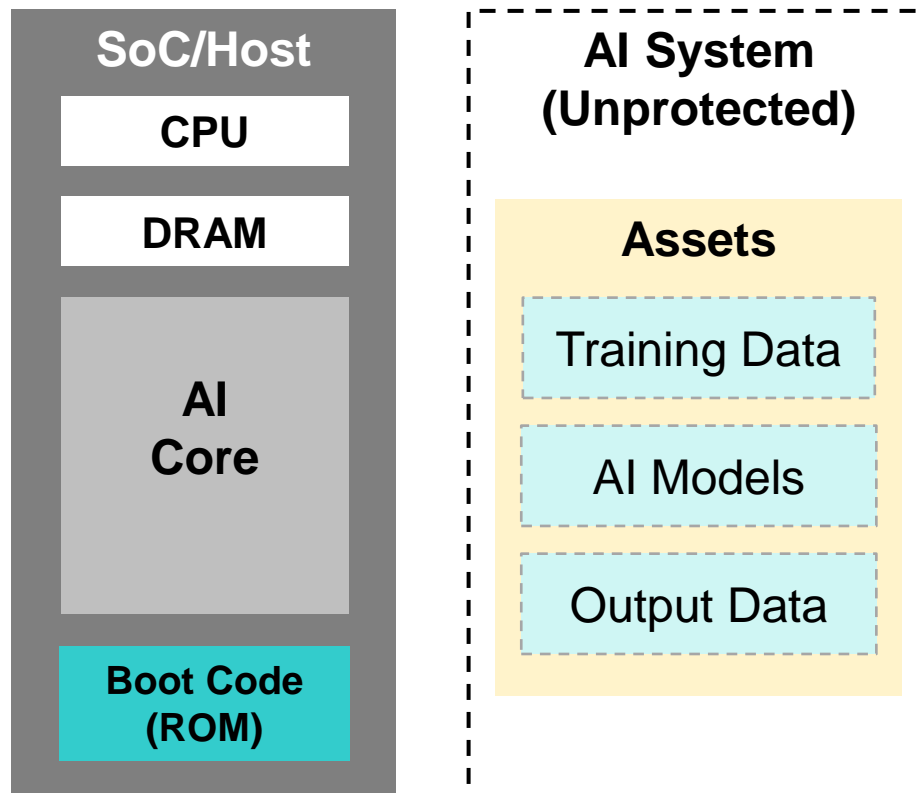 SoC/Host
CPU
DRAM
AI
Core
Boot Code
(ROM)
AI System
(Unprotected)
Assets
Training Data
AI Models
Output Data